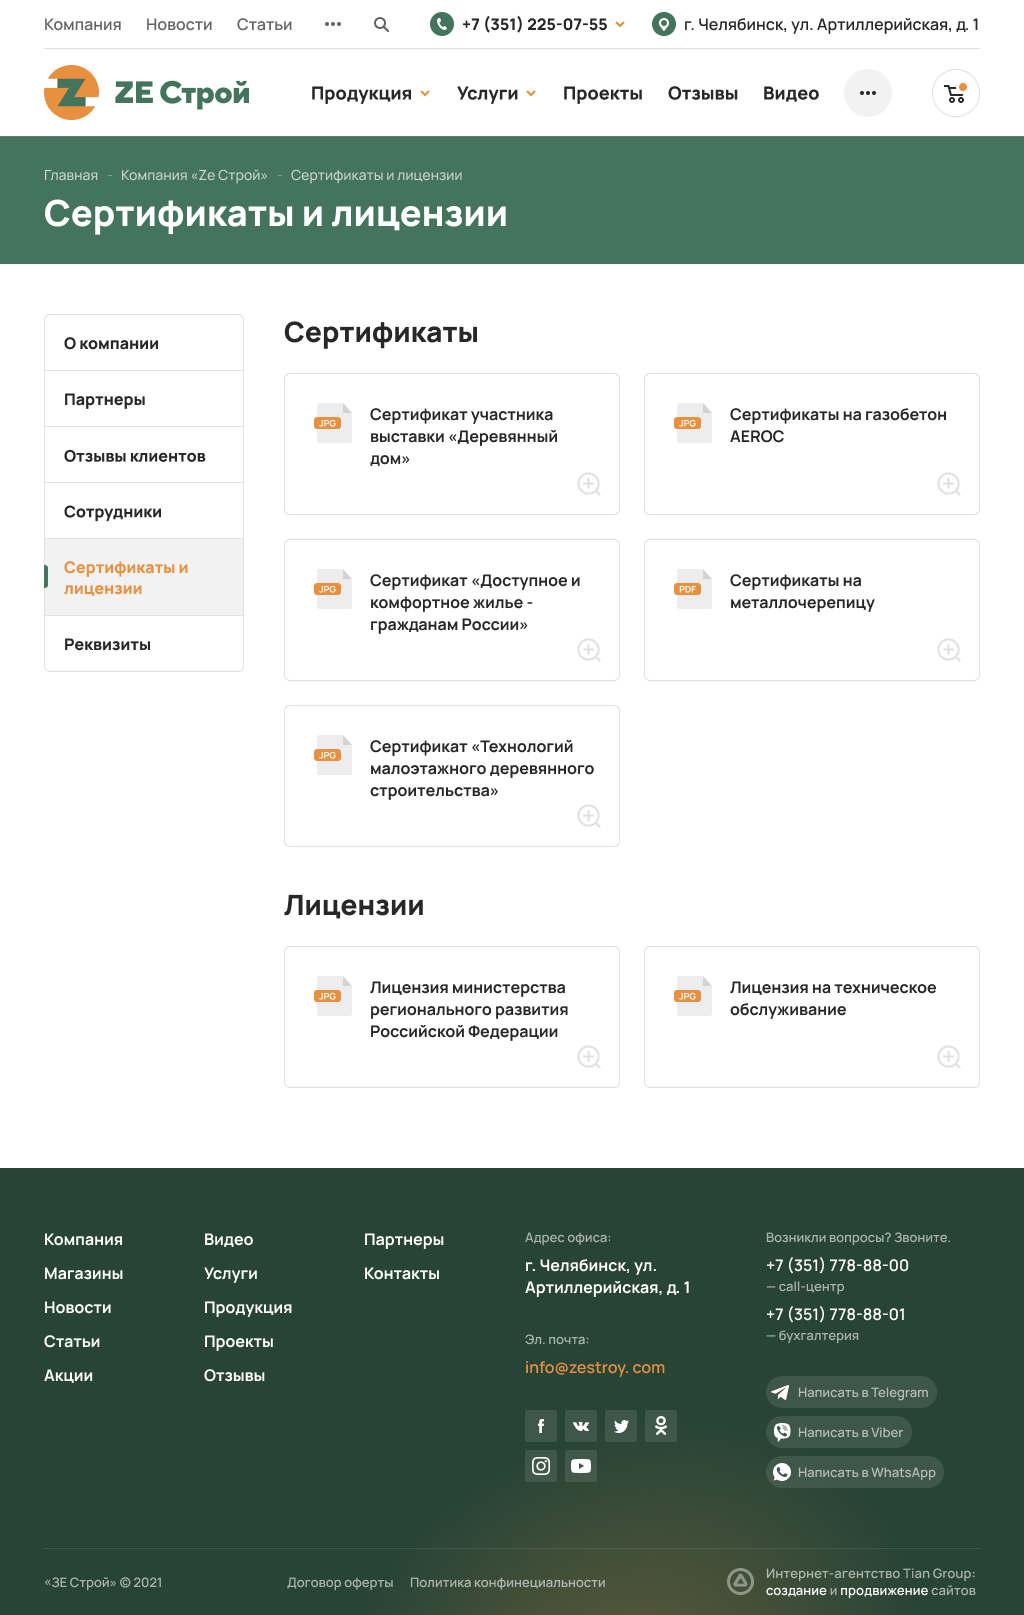 Компания Новости Статьи +7 (351) 225-07-55 г. Челябинск, ул. Артиллерийская, д. 1
ZE Строй Продукция Услуги Проекты Отзывы Видео
Главная - Компания «Ze Строй» - Сертификаты и лицензии
Сертификаты и лицензии
О компании
Партнеры
Отзывы клиентов
Сотрудники
Сертификаты и
лицензии
Реквизиты
Сертификаты
JPG
Сертификат участника
выставки «Деревянный
дом»
JPG
Сертификаты на газобетон
AEROC
JPG
Сертификат «Доступное и
комфортное жилье -
гражданам России»
PDF
Сертификаты на
металлочерепицу
JPG
Сертификат «Технологий
малоэтажного деревянного
строительства»
Лицензии
JPG
Лицензия министерства
регионального развития
Российской Федерации
JPG
Лицензия на техническое
обслуживание
Компания
Магазины
Новости
Статьи
Акции
Видео
Услуги
Продукция
Проекты
Отзывы
Партнеры
Контакты
Адрес офиса:
г. Челябинск, ул.
Артиллерийская, д. 1
Эл. почта:
info@zestroy. com
Возникли вопросы? Звоните.
+7 (351) 778-88-00
— call-центр
+7 (351) 778-88-01
— бухгалтерия
Написать в Telegram
Написать в Viber
Написать в WhatsApp
«ЗЕ Строй» © 2021
Договор оферты Политика конфинециальности
Интернет-агентство Tian Group:
создание и продвижение сайтов